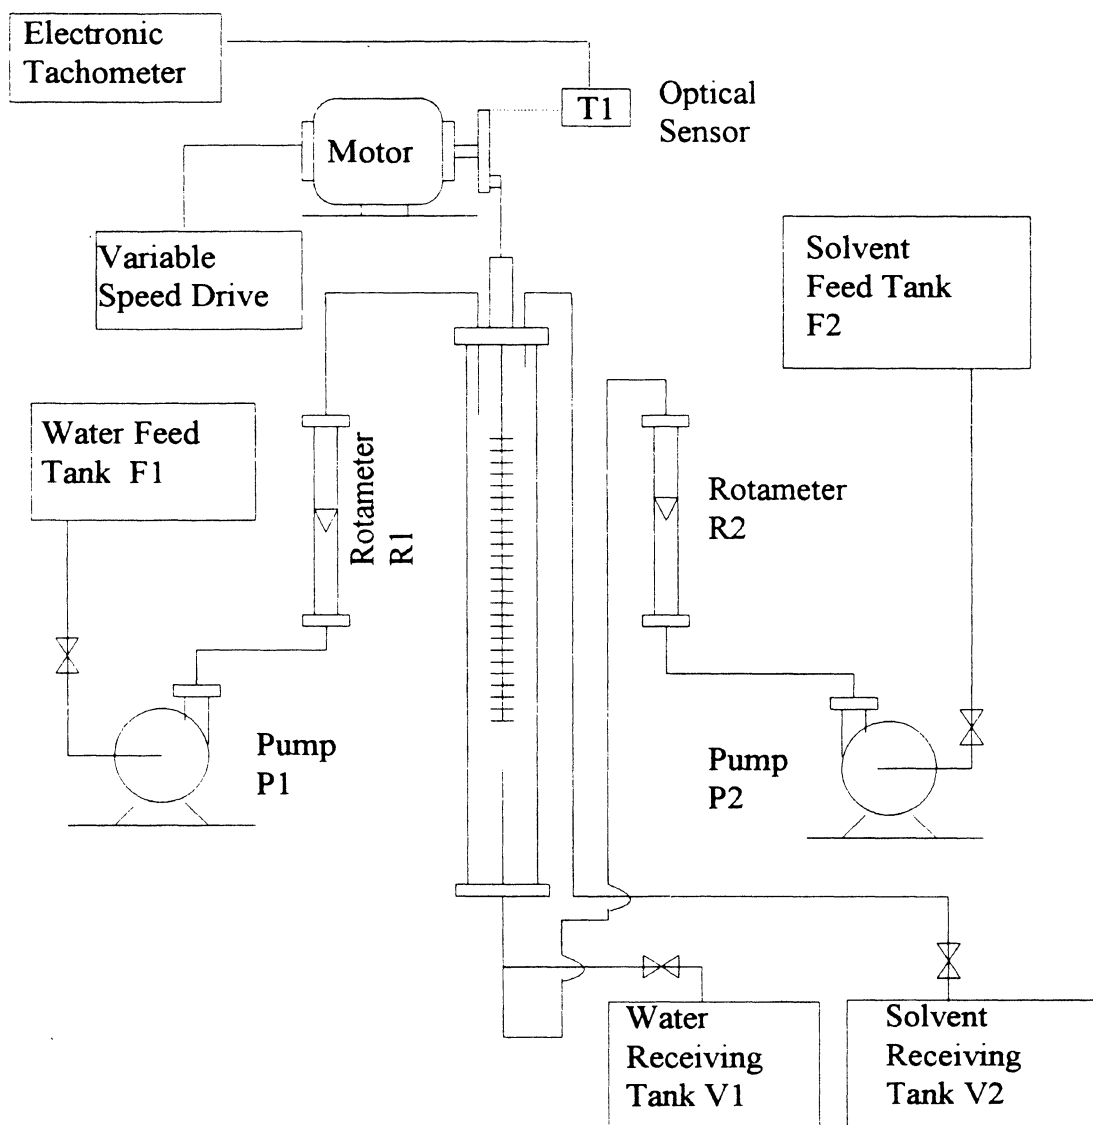 Electronic
Tachometer
T1
Optical
Sensor
Motor
Variable
Speed Drive
Solvent
Feed Tank
F2
Water Feed
Tank F1
Rotameter
R1
Rotameter
R2
Pump
P1
Pump
P2
Water
Receiving
Tank V1
Solvent
Receiving
Tank V2